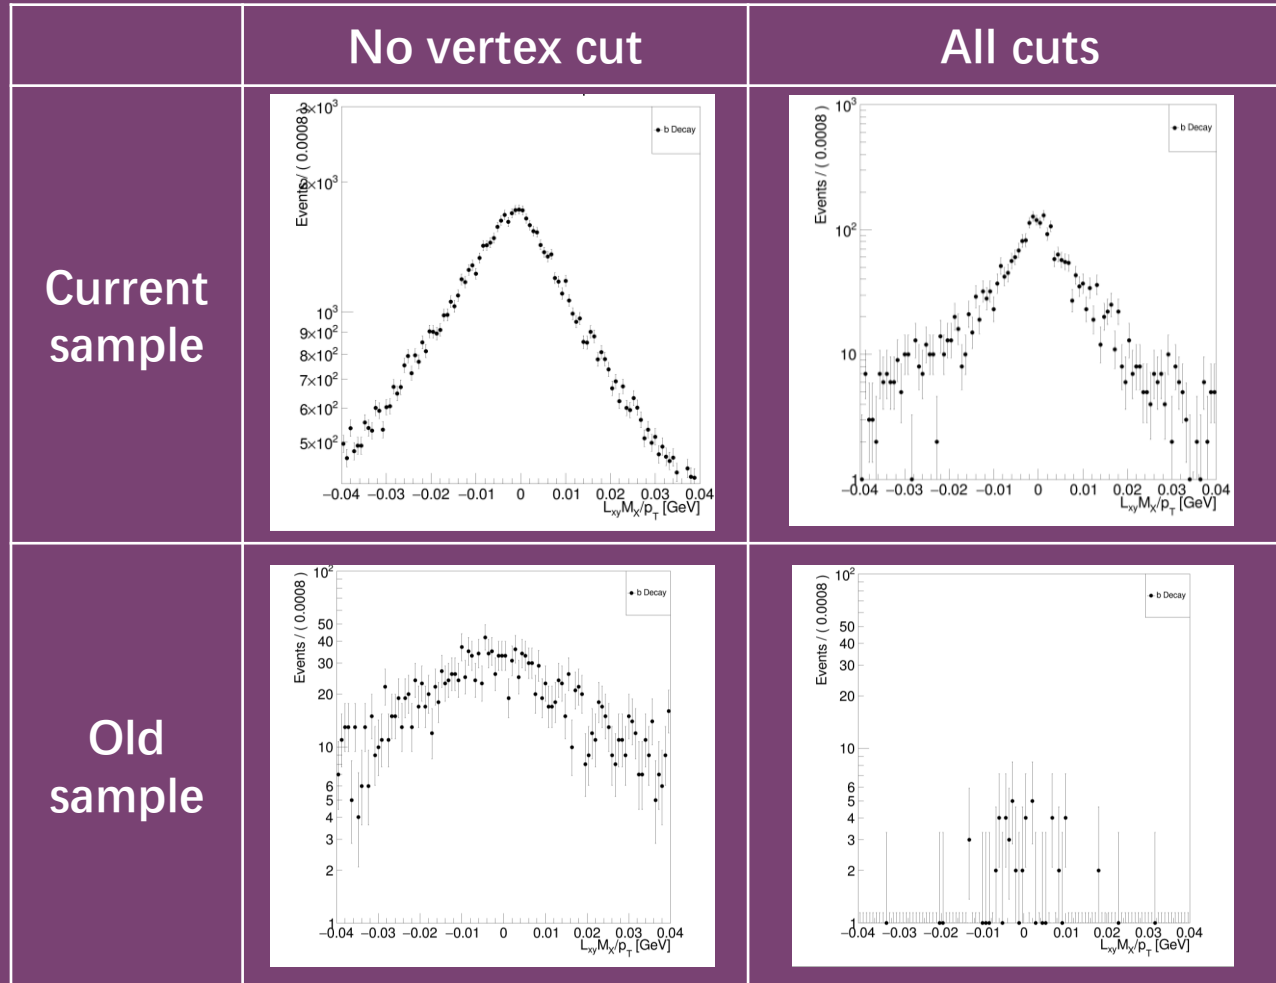 No vertex cut
All cuts
Current
sample
Events / ( 0.0008 )
3×10³
2×10³
10³
9×10²
8×10²
7×10²
6×10²
5×10²
b Decay
−0.04 −0.03 −0.02 −0.01 0 0.01 0.02 0.03 0.04
LxyMX/pT [GeV]
Events / ( 0.0008 )
10³
10²
10
1
b Decay
−0.04 −0.03 −0.02 −0.01 0 0.01 0.02 0.03 0.04
LxyMX/pT [GeV]
Old
sample
Events / ( 0.0008 )
10²
50
40
30
20
10
6
5
4
3
2
1
b Decay
−0.04 −0.03 −0.02 −0.01 0 0.01 0.02 0.03 0.04
LxyMX/pT [GeV]
Events / ( 0.0008 )
10²
50
40
30
20
10
6
5
4
3
2
1
b Decay
−0.04 −0.03 −0.02 −0.01 0 0.01 0.02 0.03 0.04
LxyMX/pT [GeV]